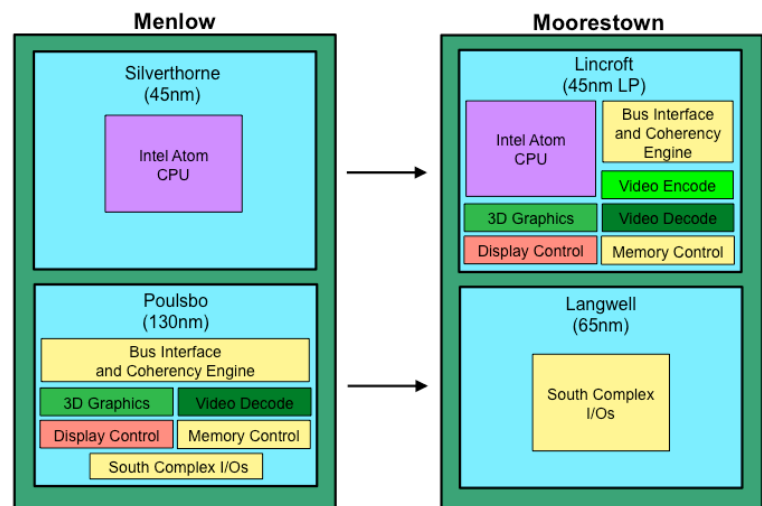 Menlow
Silverthorne
(45nm)
Intel Atom
CPU
Poulsbo
(130nm)
Bus Interface
and Coherency Engine
3D Graphics
Video Decode
Display Control
Memory Control
South Complex I/Os
Moorestown
Lincroft
(45nm LP)
Intel Atom
CPU
Bus Interface
and Coherency
Engine
Video Encode
3D Graphics
Video Decode
Display Control
Memory Control
Langwell
(65nm)
South Complex
I/Os